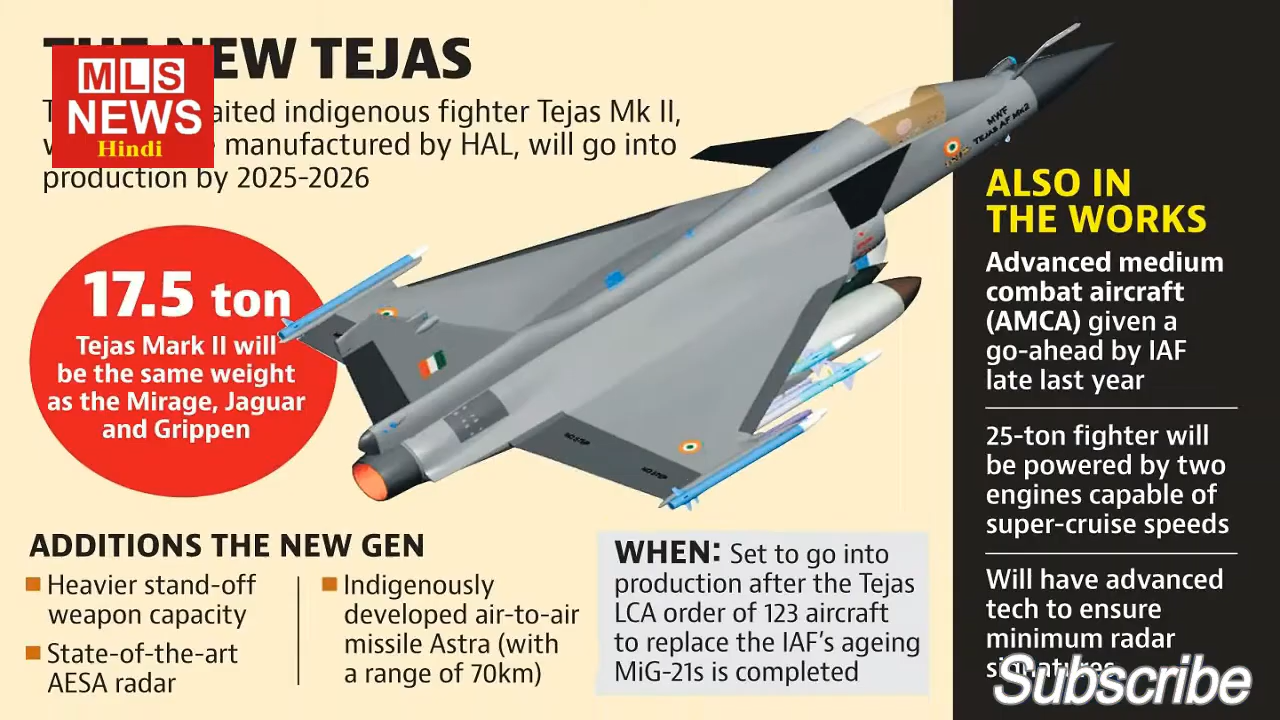 NEW TEJAS
MLS
NEWS
Hindi
indigenous fighter Tejas Mk II,
manufactured by HAL, will go into
production by 2025-2026
17.5 ton
Tejas Mark II will
be the same weight
as the Mirage, Jaguar
and Grippen
MWF
TEJAS AF MK2
ADDITIONS THE NEW GEN
Heavier stand-off
weapon capacity
State-of-the-art
AESA radar
Indigenously
developed air-to-air
missile Astra (with
a range of 70km)
WHEN: Set to go into
production after the Tejas
LCA order of 123 aircraft
to replace the IAF's ageing
MiG-21s is completed
ALSO IN
THE WORKS
Advanced medium
combat aircraft
(AMCA) given a
go-ahead by IAF
late last year
25-ton fighter will
be powered by two
engines capable of
super-cruise speeds
Will have advanced
tech to ensure
minimum radar
signatures
Subscribe